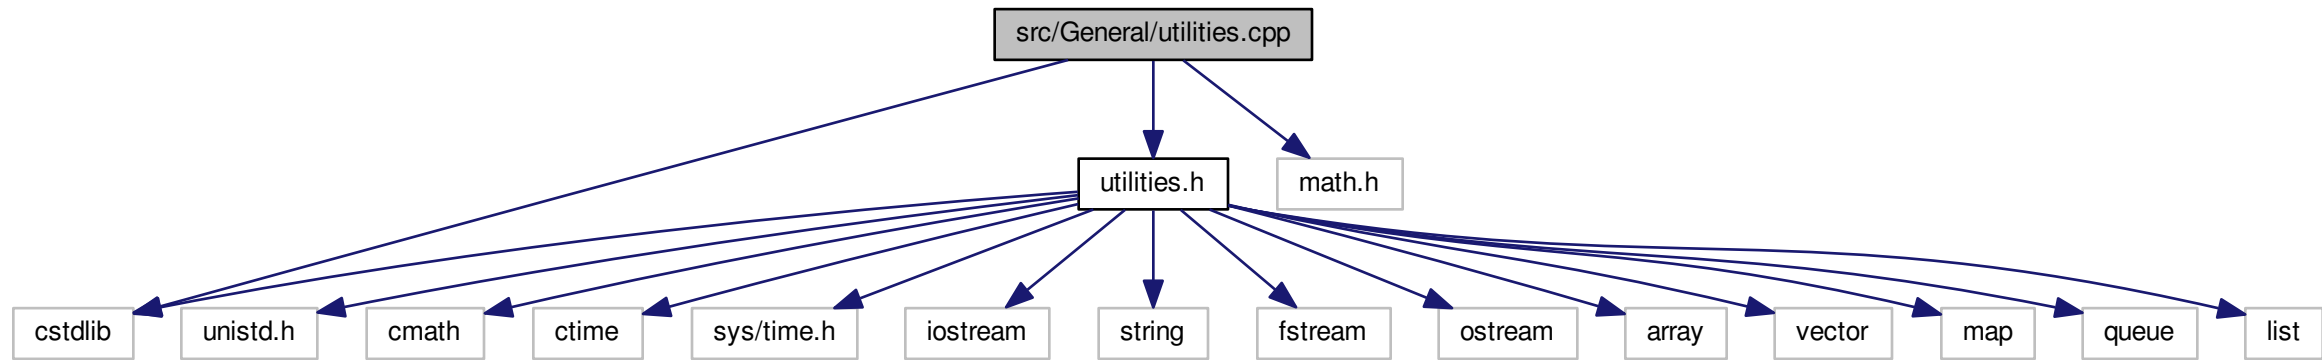 src/General/utilities.cpp
utilities.h
math.h
cstdlib
unistd.h
cmath
ctime
sys/time.h
iostream
string
fstream
ostream
array
vector
map
queue
list